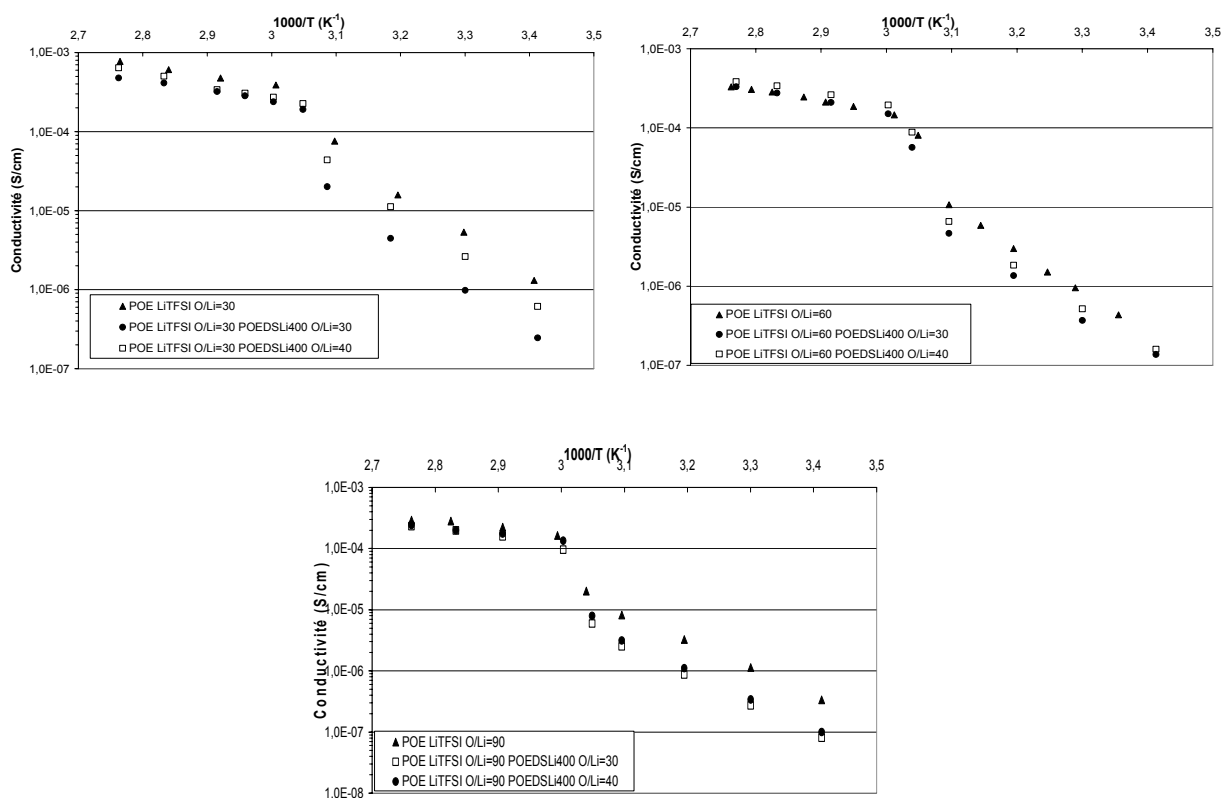 1000/T (K⁻¹)
2,7 2,8 2,9 3 3,1 3,2 3,3 3,4 3,5
1,0E-03
1,0E-04
1,0E-05
1,0E-06
1,0E-07
Conductivité (S/cm)
POE LiTFSI O/Li=30
POE LiTFSI O/Li=30 POEDSLi400 O/Li=30
POE LiTFSI O/Li=30 POEDSLi400 O/Li=40
1000/T (K⁻¹)
2,7 2,8 2,9 3,0 3,1 3,2 3,3 3,4 3,5
1,0E-03
1,0E-04
1,0E-05
1,0E-06
1,0E-07
Conductivité (S/cm)
POE LiTFSI O/Li=60
POE LiTFSI O/Li=60 POEDSLi400 O/Li=30
POE LiTFSI O/Li=60 POEDSLi400 O/Li=40
1000/T (K⁻¹)
2,7 2,8 2,9 3 3,1 3,2 3,3 3,4 3,5
1,0E-03
1,0E-04
1,0E-05
1,0E-06
1,0E-07
1,0E-08
Conductivité (S/cm)
POE LiTFSI O/Li=90
POE LiTFSI O/Li=90 POEDSLi400 O/Li=30
POE LiTFSI O/Li=90 POEDSLi400 O/Li=40